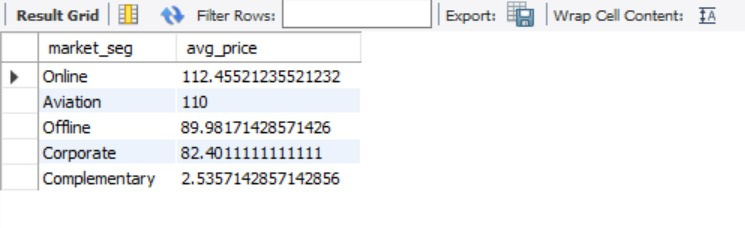 Result Grid Filter Rows: Export: Wrap Cell Content: IA
market_seg avg_price
Online 112.45521235521232
Aviation 110
Offline 89.98171428571426
Corporate 82.4011111111111
Complementary 2.5357142857142856